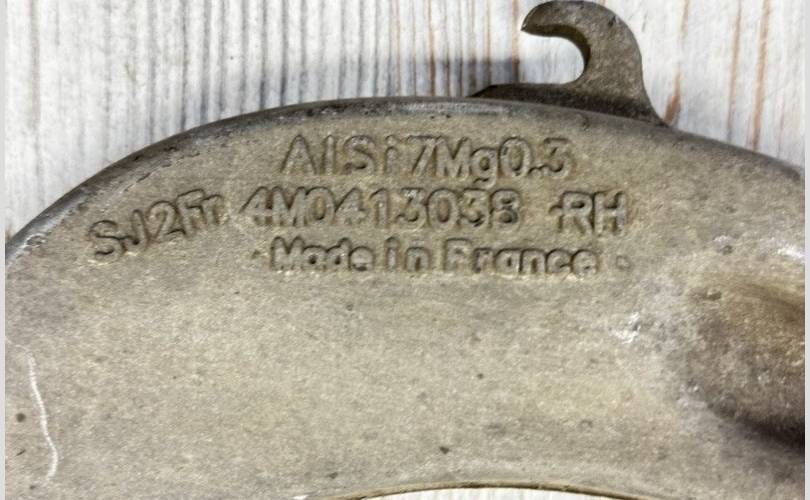 AlSi7Mg0.3
SJ2Fr 4M0413038 RH
Made in France